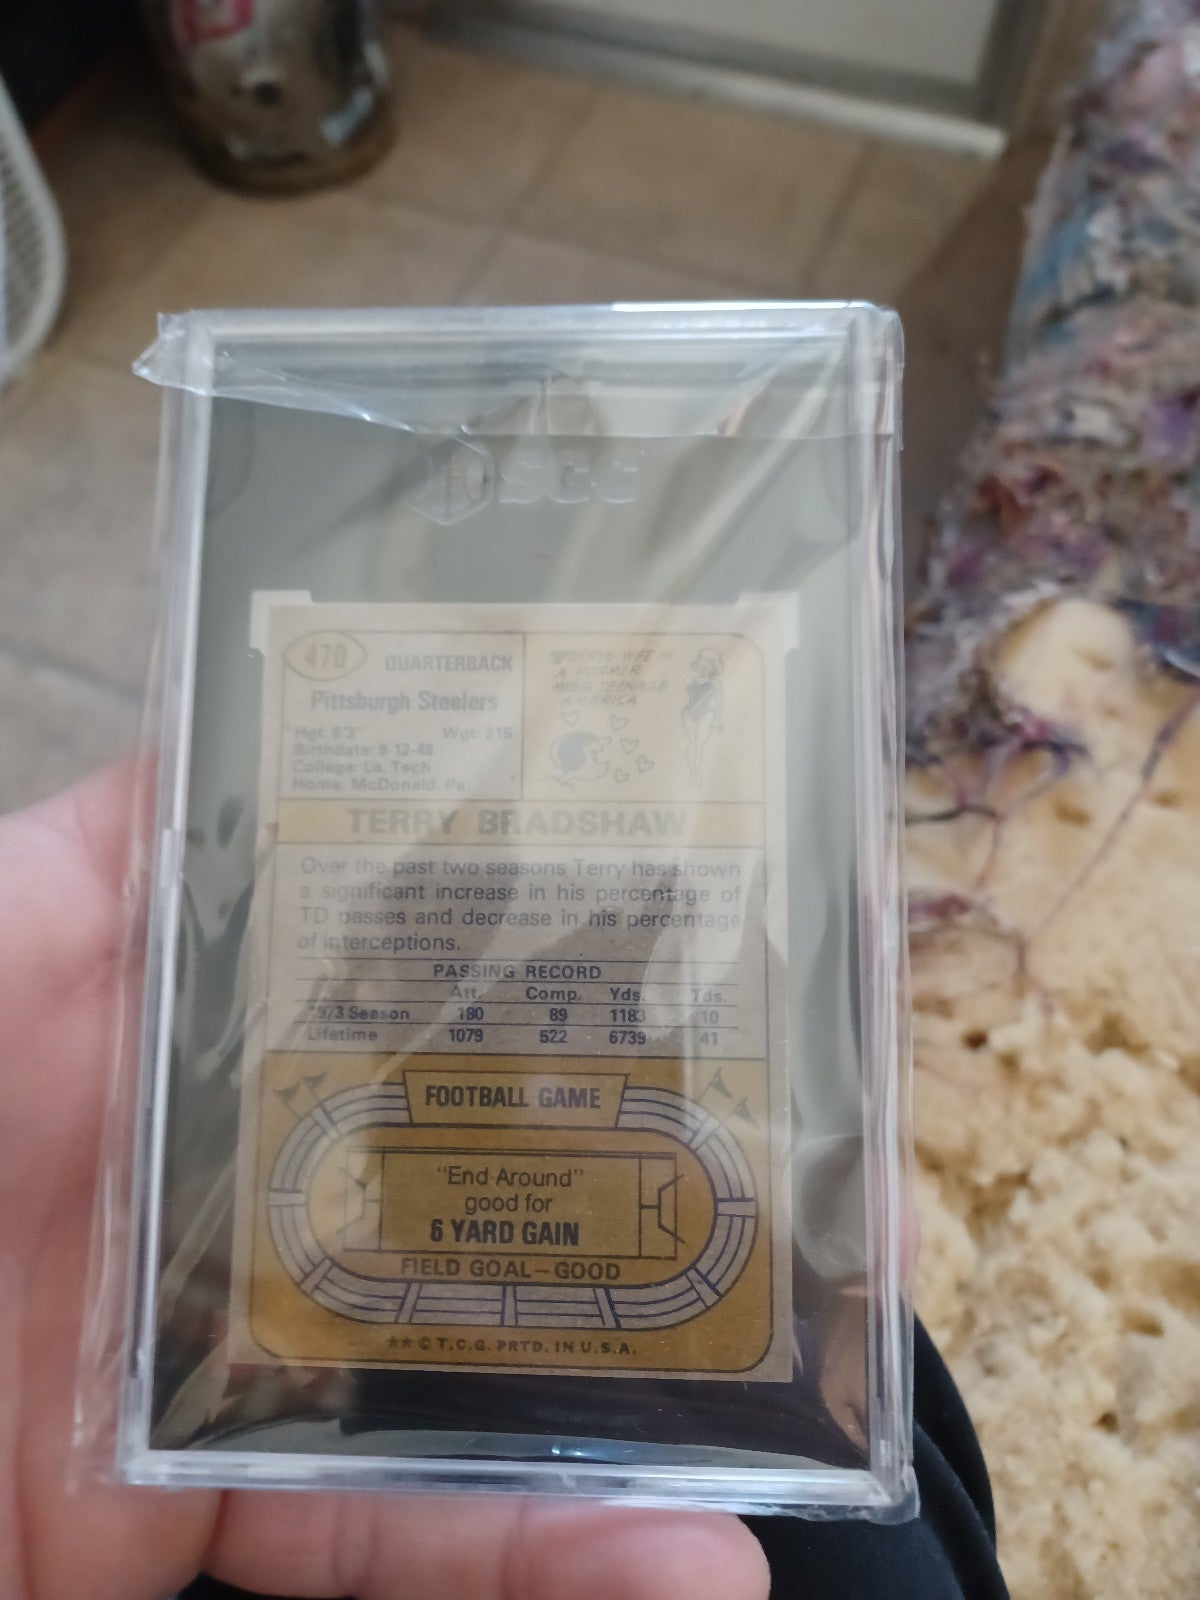 SGC
470 QUARTERBACK
Pittsburgh Steelers
Hgt: 6'3" Wgt: 215
Birthdate: 9-12-48
College: La. Tech
Home: McDonald, Pa.
TERRY'S WIFE IS
A FORMER
MISS TEENAGE
AMERICA
TERRY BRADSHAW
Over the past two seasons Terry has shown
a significant increase in his percentage of
TD passes and decrease in his percentage
of interceptions.
PASSING RECORD
Att. Comp. Yds. Tds.
1973 Season 180 89 1183 10
Lifetime 1079 522 6739 41
FOOTBALL GAME
"End Around"
good for
6 YARD GAIN
FIELD GOAL—GOOD
★★ © T.C.G. PRTD. IN U.S.A.